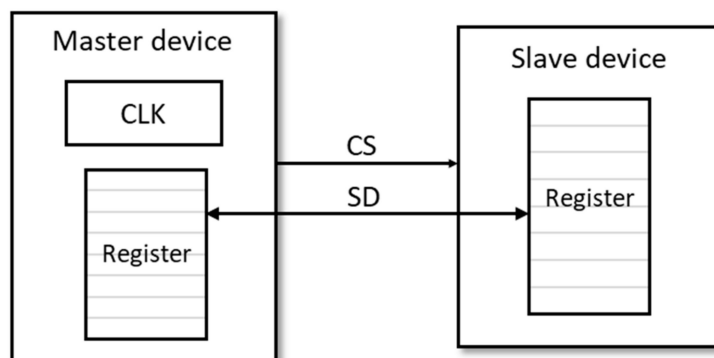 Master device
CLK
Register
CS
SD
Slave device
Register